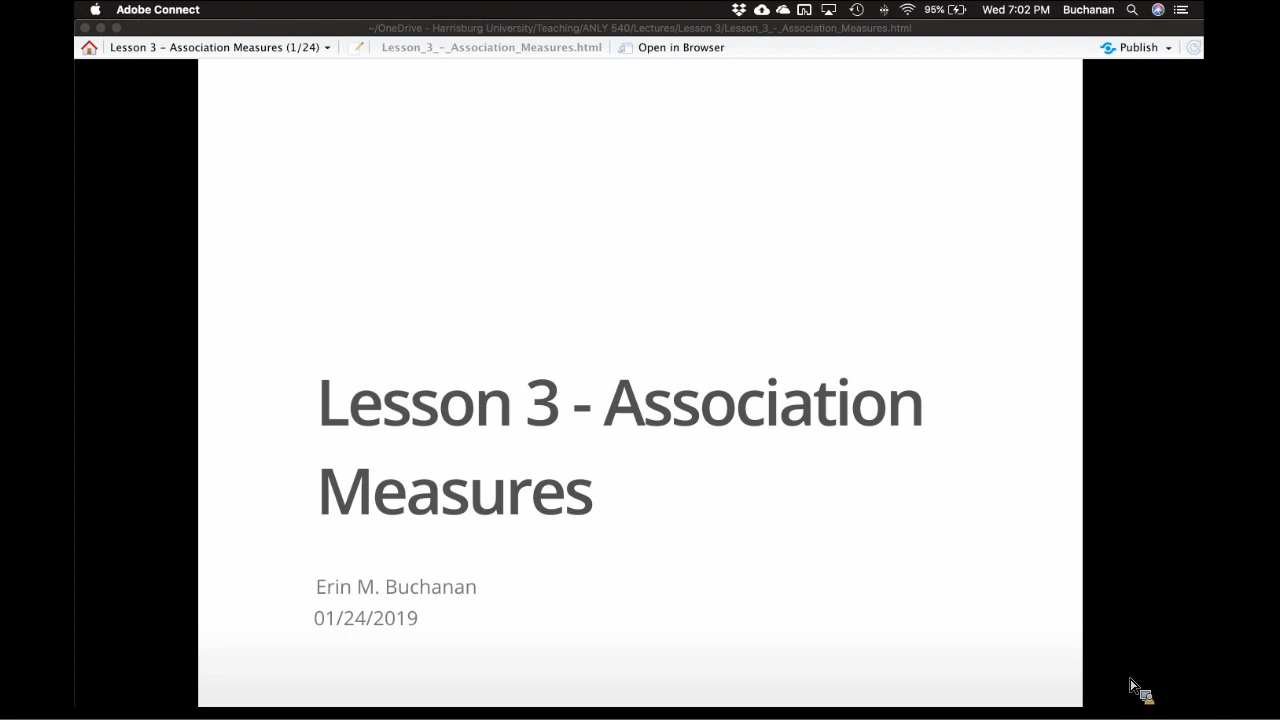 Adobe Connect 95% Wed 7:02 PM Buchanan
~/OneDrive - Harrisburg University/Teaching/ANLY 540/Lectures/Lesson 3/Lesson_3_-_Association_Measures.html
Lesson 3 - Association Measures (1/24) Lesson_3_-_Association_Measures.html Open in Browser Publish
Lesson 3 - Association
Measures
Erin M. Buchanan
01/24/2019